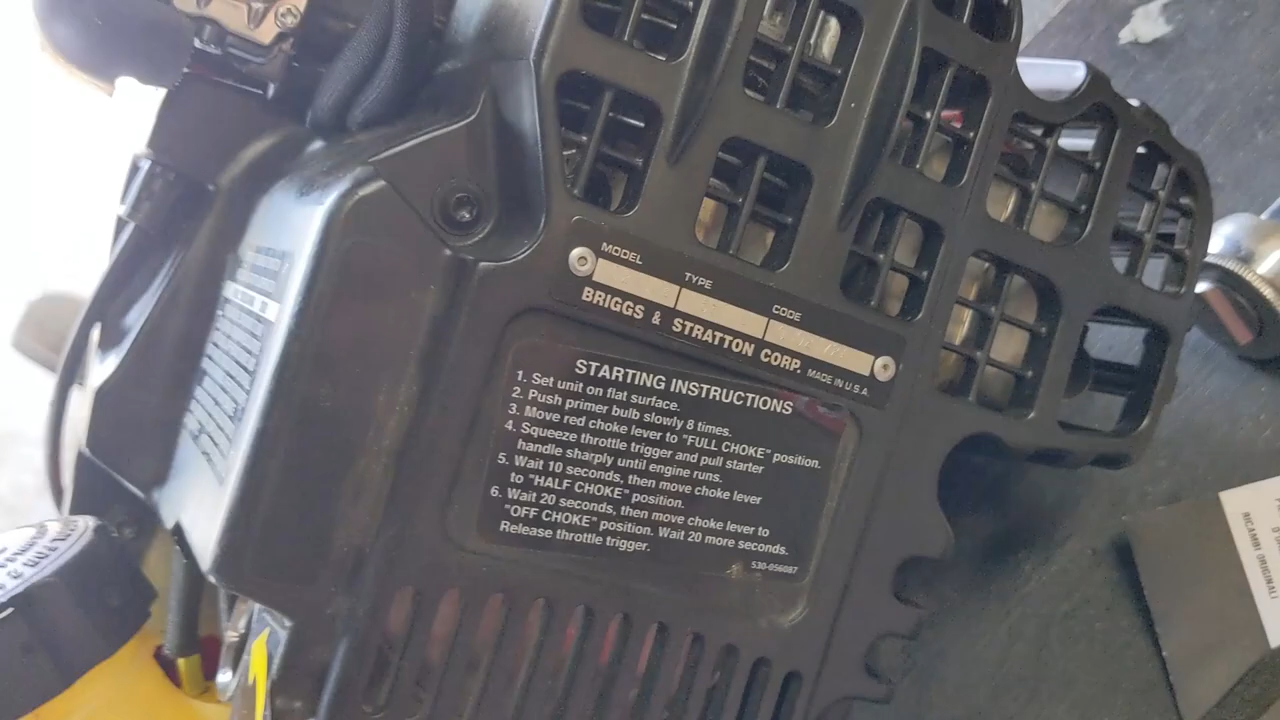 MODEL TYPE CODE
BRIGGS & STRATTON CORP. MADE IN U.S.A.
STARTING INSTRUCTIONS
1. Set unit on flat surface.
2. Push primer bulb slowly 8 times.
3. Move red choke lever to "FULL CHOKE" position.
4. Squeeze throttle trigger and pull starter
handle sharply until engine runs.
5. Wait 10 seconds, then move choke lever
to "HALF CHOKE" position.
6. Wait 20 seconds, then move choke lever to
"OFF CHOKE" position. Wait 20 more seconds.
Release throttle trigger.
530-056087
RICAMBI ORIGINALI